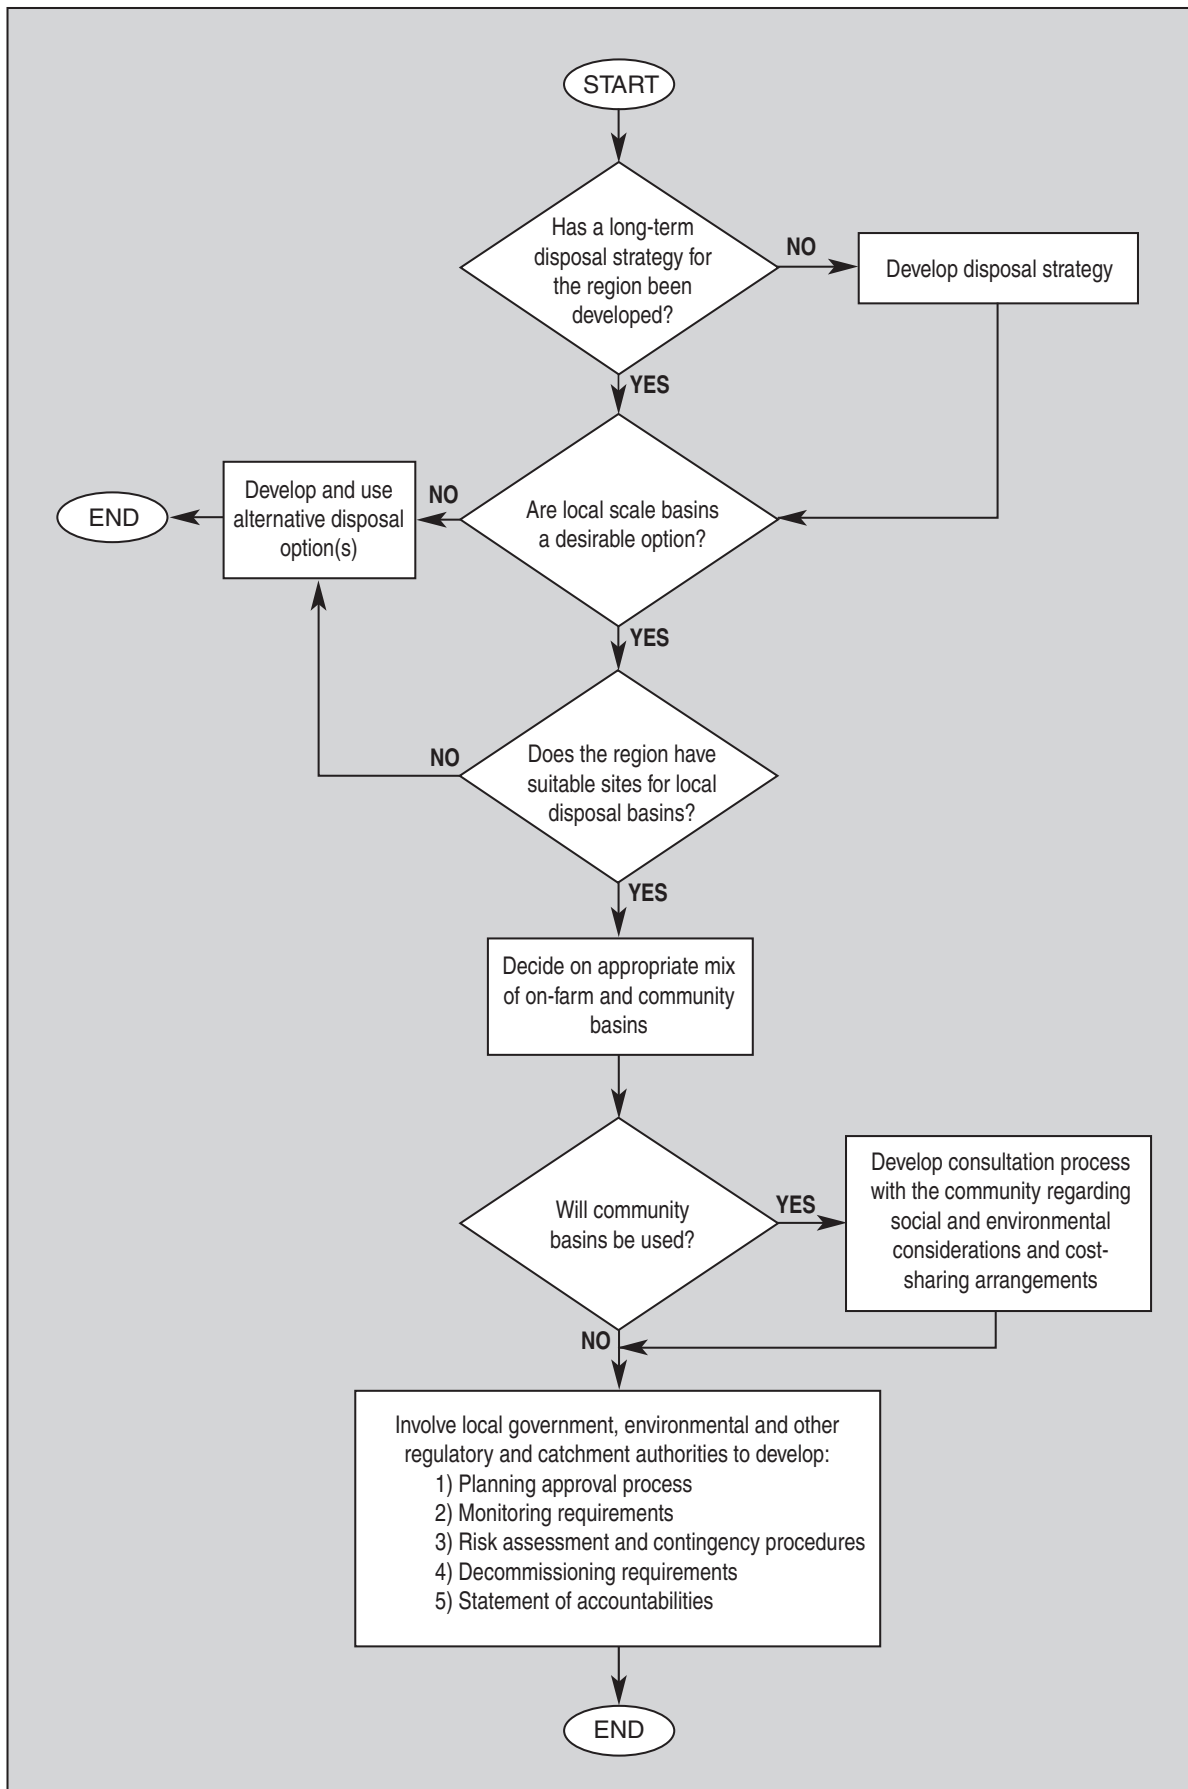 START
Has a long-term
disposal strategy for
the region been
developed?
NO
Develop disposal strategy
YES
Are local scale basins
a desirable option?
NO
Develop and use
alternative disposal
option(s)
END
YES
Does the region have
suitable sites for local
disposal basins?
NO
YES
Decide on appropriate mix
of on-farm and community
basins
Will community
basins be used?
YES
Develop consultation process
with the community regarding
social and environmental
considerations and cost-
sharing arrangements
NO
Involve local government, environmental and other
regulatory and catchment authorities to develop:
1) Planning approval process
2) Monitoring requirements
3) Risk assessment and contingency procedures
4) Decommissioning requirements
5) Statement of accountabilities
END